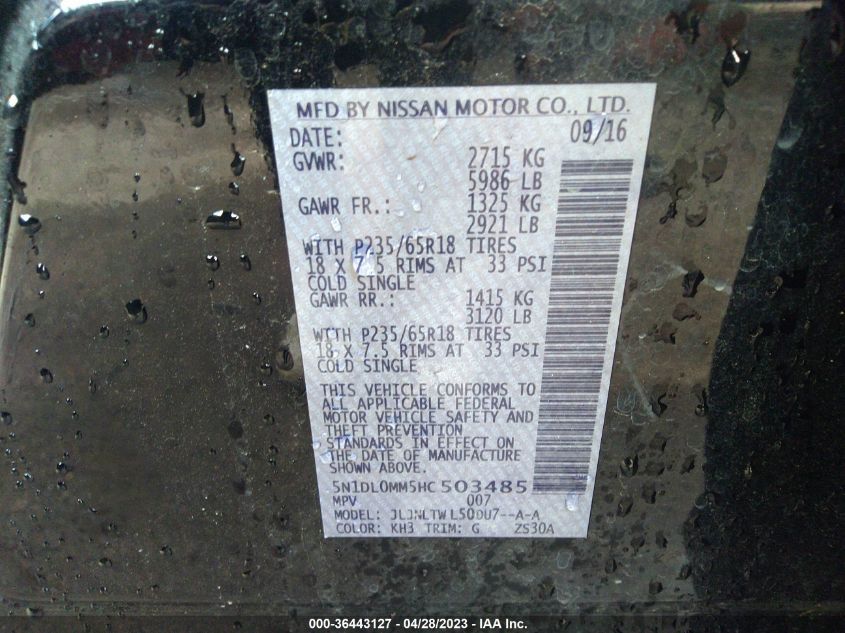 MFD BY NISSAN MOTOR CO., LTD.
DATE: 09/16
GVWR: 2715 KG
5986 LB
GAWR FR.: 1325 KG
2921 LB
WITH P235/65R18 TIRES
18 X 7.5 RIMS AT 33 PSI
COLD SINGLE
GAWR RR.: 1415 KG
3120 LB
WITH P235/65R18 TIRES
18 X 7.5 RIMS AT 33 PSI
COLD SINGLE
THIS VEHICLE CONFORMS TO
ALL APPLICABLE FEDERAL
MOTOR VEHICLE SAFETY AND
THEFT PREVENTION
STANDARDS IN EFFECT ON
THE DATE OF MANUFACTURE
SHOWN ABOVE.
5N1DL0MM5HC503485
MPV 007
MODEL:
COLOR: KH3 TRIM: G ZS30A
000-36443127 - 04/28/2023 - IAA Inc.